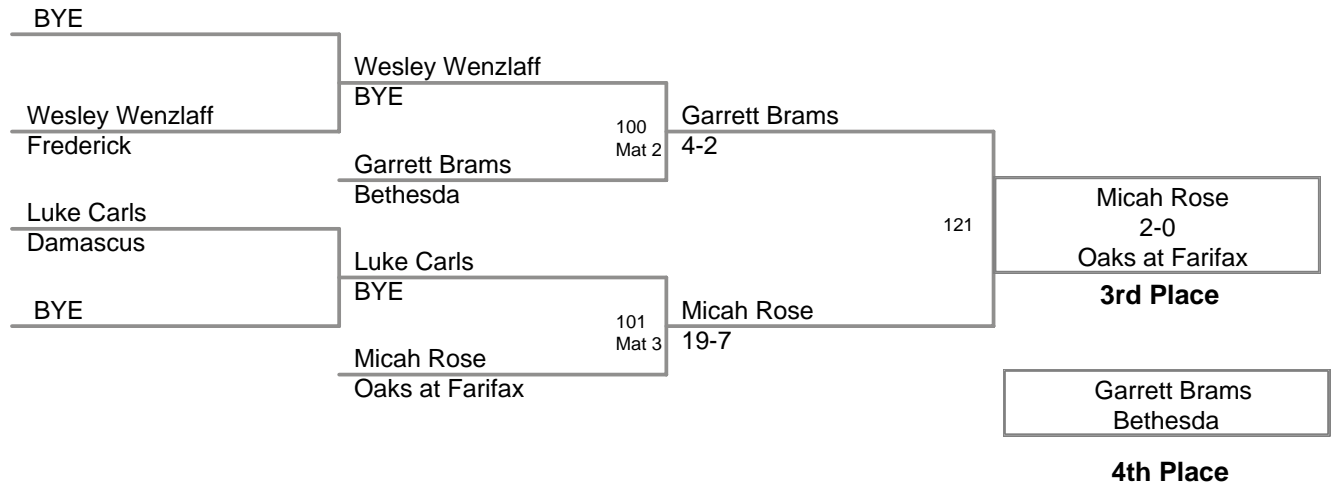 BYE
Wesley Wenzlaff
Frederick
Luke Carls
Damascus
BYE
Wesley Wenzlaff
BYE
Garrett Brams
Bethesda
Luke Carls
BYE
Micah Rose
Oaks at Farifax
100
Mat 2
101
Mat 3
Garrett Brams
4-2
Micah Rose
19-7
121
Micah Rose
2-0
Oaks at Farifax
3rd Place
Garrett Brams
Bethesda
4th Place